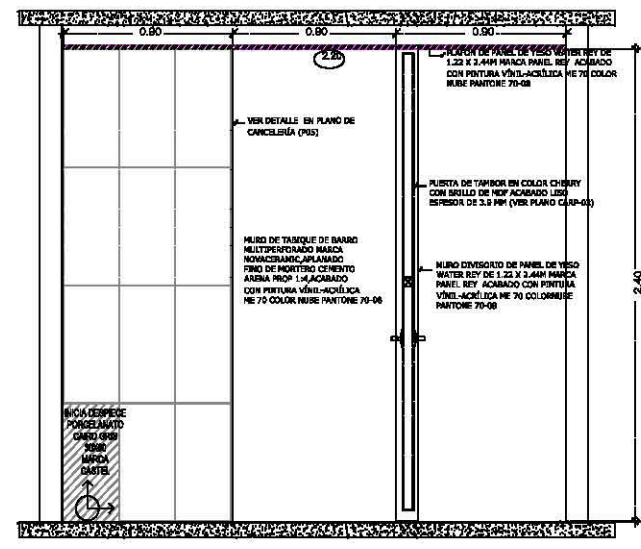 0.80
0.80
0.90
2.20
PLAFON DE PANEL DE YESO WATER REY DE
1.22 X 2.44M MARCA PANEL REY ACABADO
CON PINTURA VÍNIL-ACRÍLICA ME 70 COLOR
NUBE PANTONE 70-08
VER DETALLE EN PLANO DE
CANCELERÍA (P05)
PUERTA DE TAMBOR EN COLOR CHERRY
CON BRILLO DE MDF ACABADO LISO
ESPESOR DE 3.9 MM (VER PLANO CARP-02)
MURO DE TABIQUE DE BARRO
MULTIPERFORADO MARCA
NOVACERAMIC,APLANADO
FINO DE MORTERO CEMENTO
ARENA PROP 1:4,ACABADO
CON PINTURA VÍNIL-ACRÍLICA
ME 70 COLOR NUBE PANTONE 70-08
MURO DIVISORIO DE PANEL DE YESO
WATER REY DE 1.22 X 2.44M MARCA
PANEL REY ACABADO CON PINTURA
VÍNIL-ACRÍLICA ME 70 COLORNUBE
PANTONE 70-08
2.40
INICIA DESPIECE
PORCELANATO
CAIRO GRIS
MARCA
CASTEL